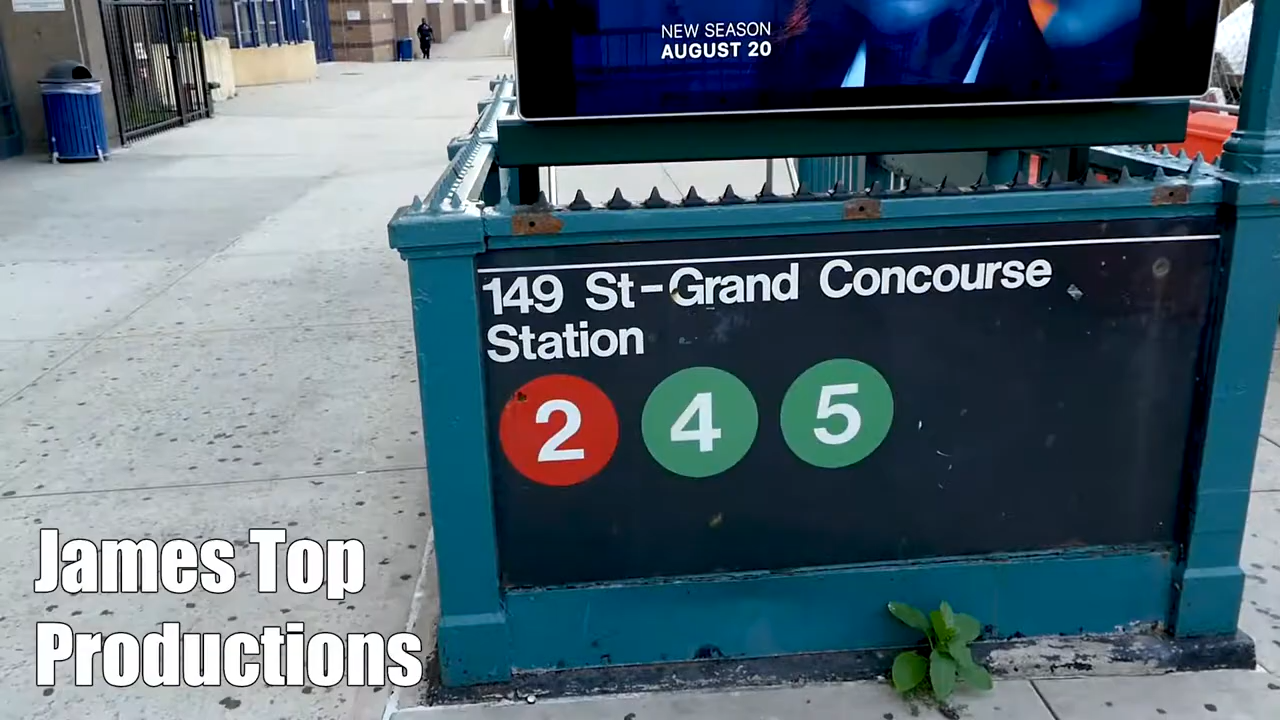 NEW SEASON
AUGUST 20
149 St-Grand Concourse
Station
2 4 5
James Top
Productions